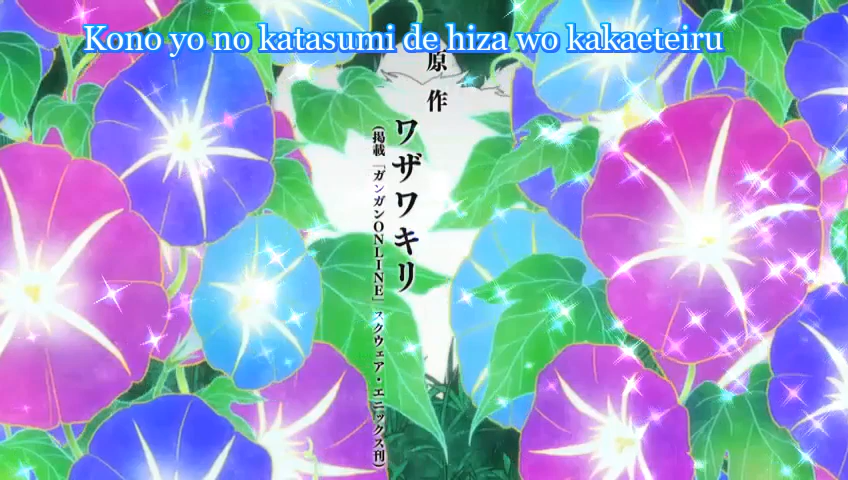 Kono yo no katasumi de hiza wo kakaeteiru
原作
ワザワキリ
(掲載「ガンガンONLINE」スクウェア・エニックス刊)